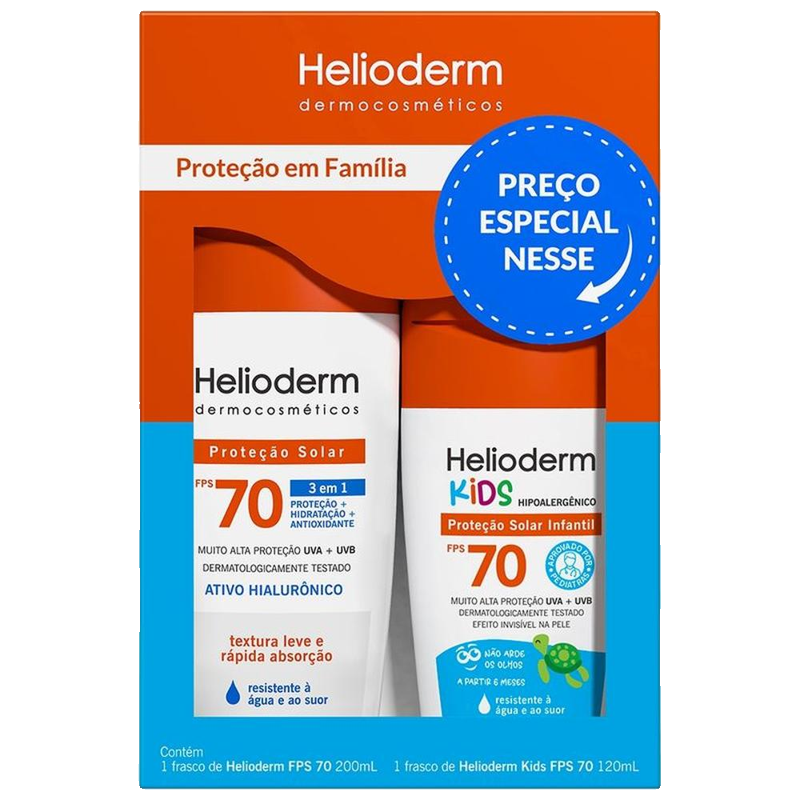 Helioderm
dermocosméticos
Proteção em Família
PREÇO
ESPECIAL
NESSE
Helioderm
dermocosméticos
Proteção Solar
FPS 70
3 em 1
PROTEÇÃO +
HIDRATAÇÃO +
ANTIOXIDANTE
MUITO ALTA PROTEÇÃO UVA + UVB
DERMATOLOGICAMENTE TESTADO
ATIVO HIALURÔNICO
textura leve e
rápida absorção
resistente à
água e ao suor
Helioderm
KiDS HIPOALERGÊNICO
Proteção Solar Infantil
FPS 70
APROVADO POR
PEDIATRAS
MUITO ALTA PROTEÇÃO UVA + UVB
DERMATOLOGICAMENTE TESTADO
EFEITO INVISÍVEL NA PELE
NÃO ARDE
OS OLHOS
A PARTIR 6 MESES
resistente à
água e ao suor
Contém
1 frasco de Helioderm FPS 70 200mL
1 frasco de Helioderm Kids FPS 70 120mL